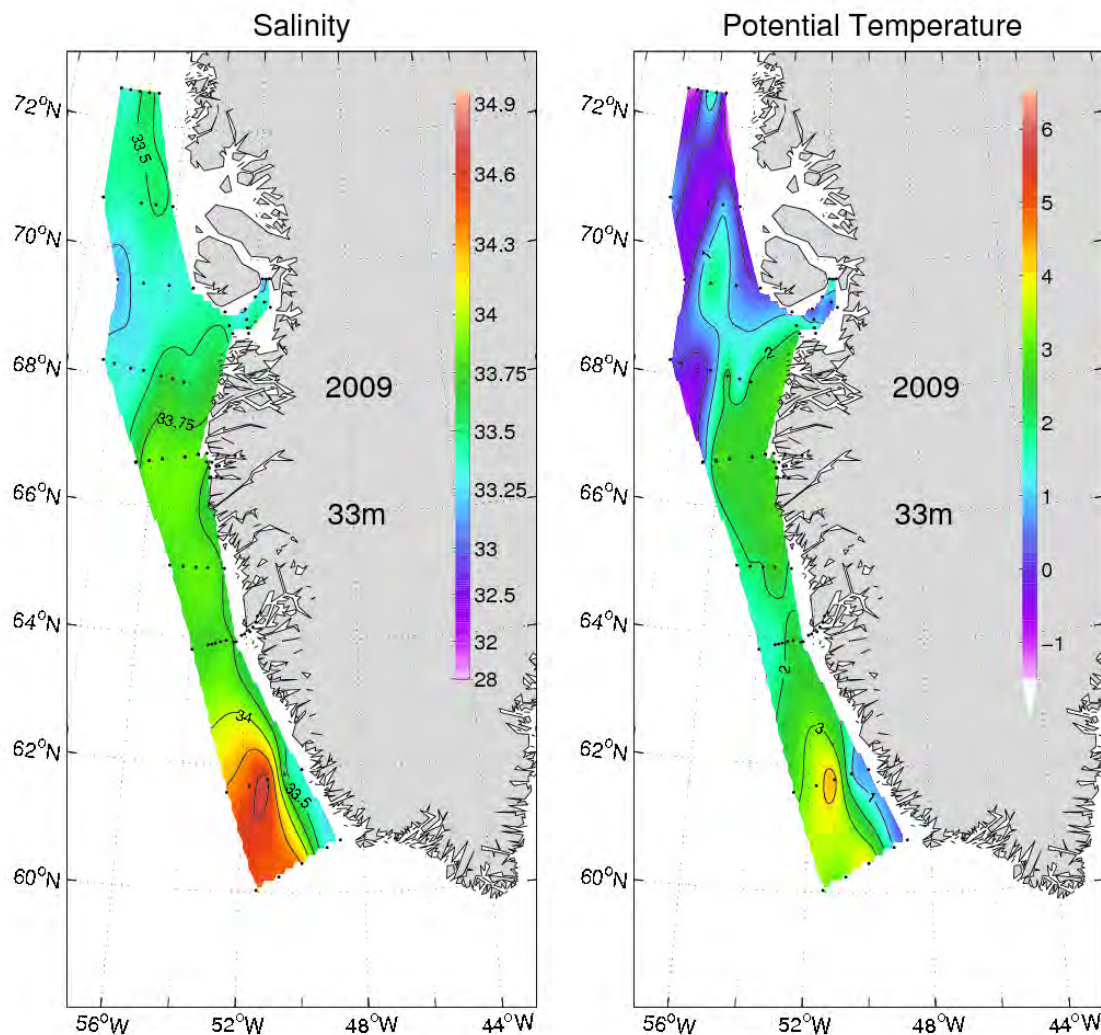 Salinity
Potential Temperature
72°N
70°N
68°N
66°N
64°N
62°N
60°N
56°W
52°W
48°W
44°W
33.5
33.75
34
33.5
34.9
34.6
34.3
34
33.75
33.5
33.25
33
32.5
32
28
2009
33m
72°N
70°N
68°N
66°N
64°N
62°N
60°N
56°W
52°W
48°W
44°W
1
2
2
3
1
6
5
4
3
2
1
0
−1
2009
33m